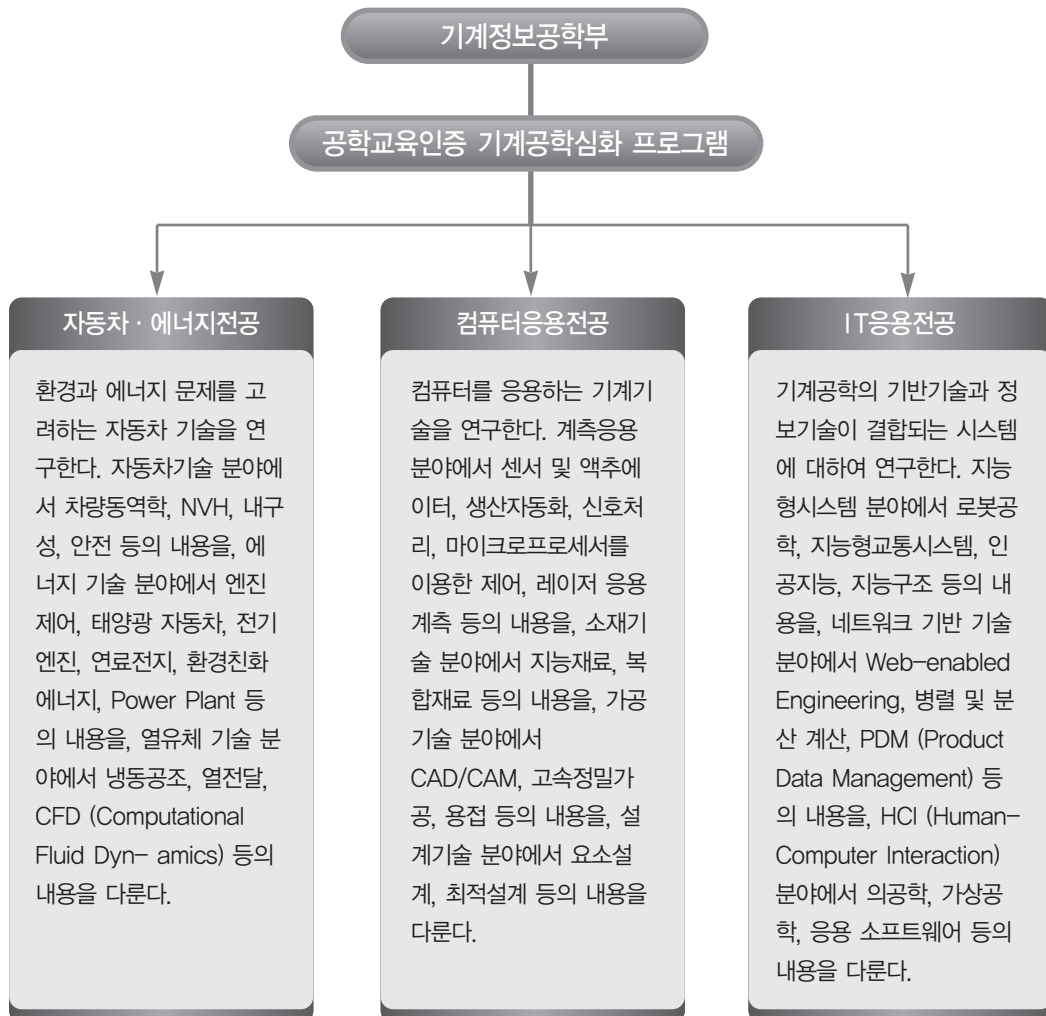 기계정보공학부
공학교육인증 기계공학심화 프로그램
자동차 · 에너지전공
환경과 에너지 문제를 고
려하는 자동차 기술을 연
구한다. 자동차기술 분야에
서 차량동역학, NVH, 내구
성, 안전 등의 내용을, 에
너지 기술 분야에서 엔진
제어, 태양광 자동차, 전기
엔진, 연료전지, 환경친화
에너지, Power Plant 등
의 내용을, 열유체 기술 분
야에서 냉동공조, 열전달,
CFD (Computational
Fluid Dyn- amics) 등의
내용을 다룬다.
컴퓨터응용전공
컴퓨터를 응용하는 기계기
술을 연구한다. 계측응용
분야에서 센서 및 액추에
이터, 생산자동화, 신호처
리, 마이크로프로세서를
이용한 제어, 레이저 응용
계측 등의 내용을, 소재기
술 분야에서 지능재료, 복
합재료 등의 내용을, 가공
기술 분야에서
CAD/CAM, 고속정밀가
공, 용접 등의 내용을, 설
계기술 분야에서 요소설
계, 최적설계 등의 내용을
다룬다.
IT응용전공
기계공학의 기반기술과 정
보기술이 결합되는 시스템
에 대하여 연구한다. 지능
형시스템 분야에서 로봇공
학, 지능형교통시스템, 인
공지능, 지능구조 등의 내
용을, 네트워크 기반 기술
분야에서 Web-enabled
Engineering, 병렬 및 분
산 계산, PDM (Product
Data Management) 등
의 내용을, HCI (Human-
Computer Interaction)
분야에서 의공학, 가상공
학, 응용 소프트웨어 등의
내용을 다룬다.